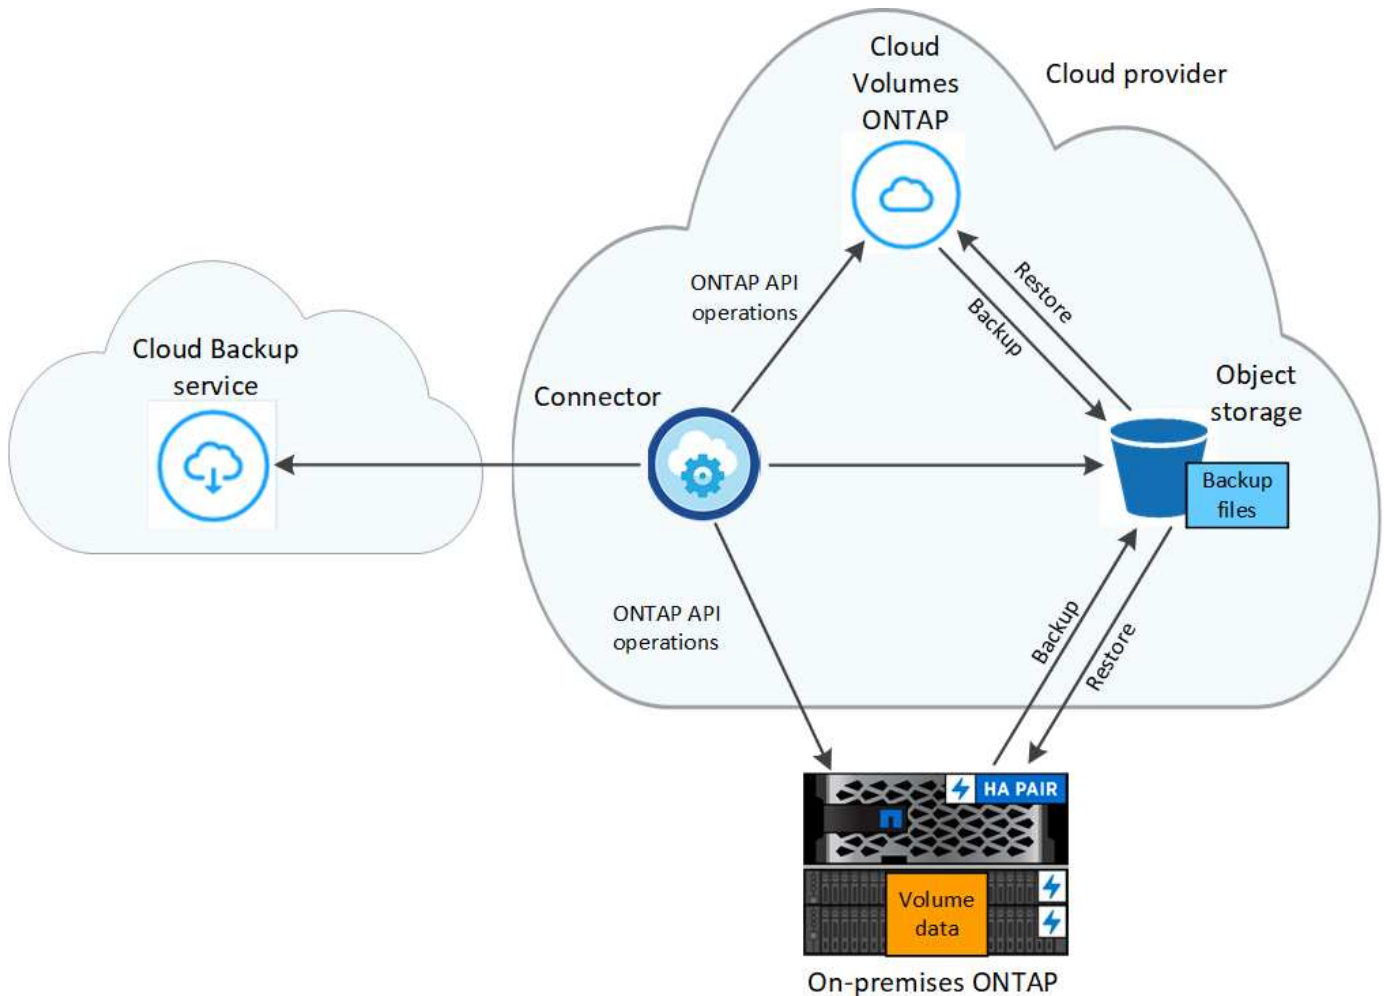 Cloud
Volumes
ONTAP
Cloud provider
ONTAP API
operations
Restore
Backup
Cloud Backup
service
Connector
Object
storage
Backup
files
ONTAP API
operations
Backup
Restore
HA PAIR
Volume
data
On-premises ONTAP